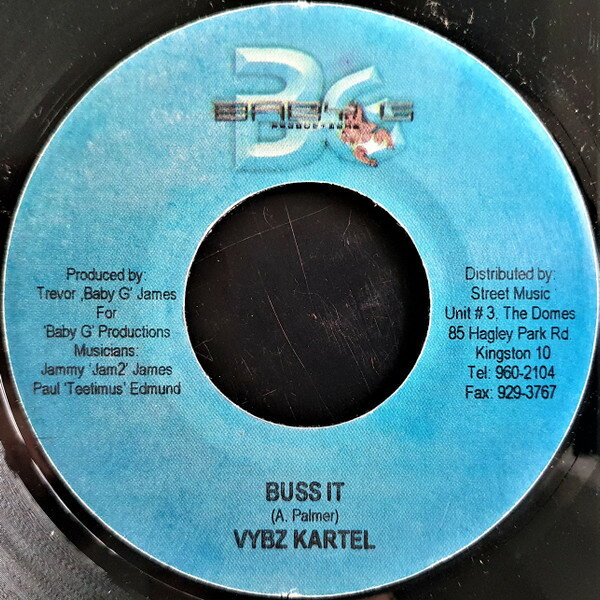 BG
BABY G
PRODUCTIONS
Produced by:
Trevor ‚Baby G' James
For
'Baby G' Productions
Musicians:
Jammy 'Jam2' James
Paul 'Teetimus' Edmund
Distributed by:
Street Music
Unit # 3, The Domes
85 Hagley Park Rd.
Kingston 10
Tel: 960-2104
Fax: 929-3767
BUSS IT
(A. Palmer)
VYBZ KARTEL